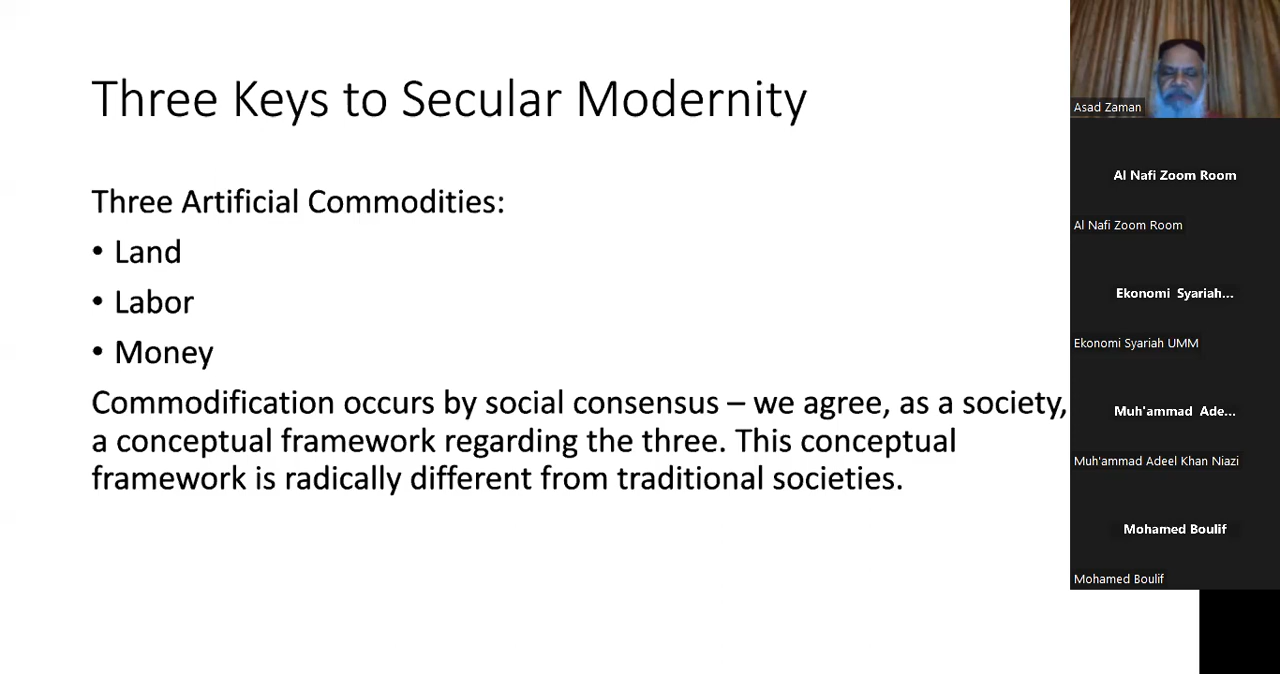 Three Keys to Secular Modernity
Three Artificial Commodities:
• Land
• Labor
• Money
Commodification occurs by social consensus – we agree, as a society,
a conceptual framework regarding the three. This conceptual
framework is radically different from traditional societies.
Asad Zaman
Al Nafi Zoom Room
Al Nafi Zoom Room
Ekonomi Syariah...
Ekonomi Syariah UMM
Muh'ammad Ade...
Muh'ammad Adeel Khan Niazi
Mohamed Boulif
Mohamed Boulif